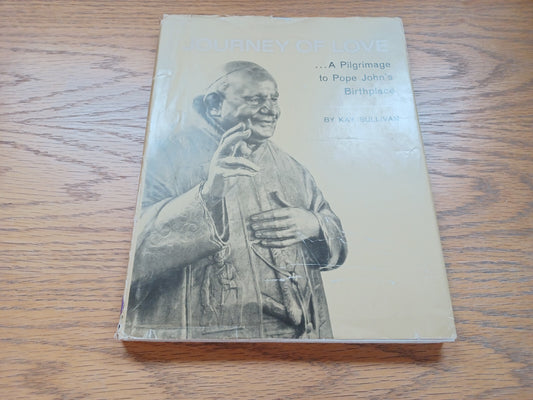 JOURNEY OF LOVE
...A Pilgrimage
to Pope John's
Birthplace
BY KAY SULLIVAN